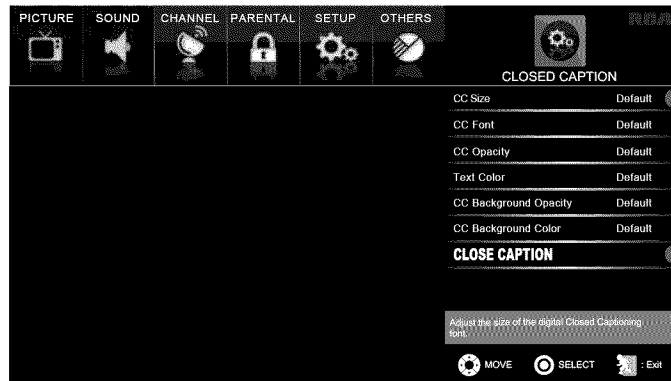 PICTURE SOUND CHANNEL PARENTAL SETUP OTHERS
RCA
CLOSED CAPTION
CC Size Default
CC Font Default
CC Opacity Default
Text Color Default
CC Background Opacity Default
CC Background Color Default
CLOSE CAPTION
Adjust the size of the digital Closed Captioning
font.
MOVE SELECT : Exit